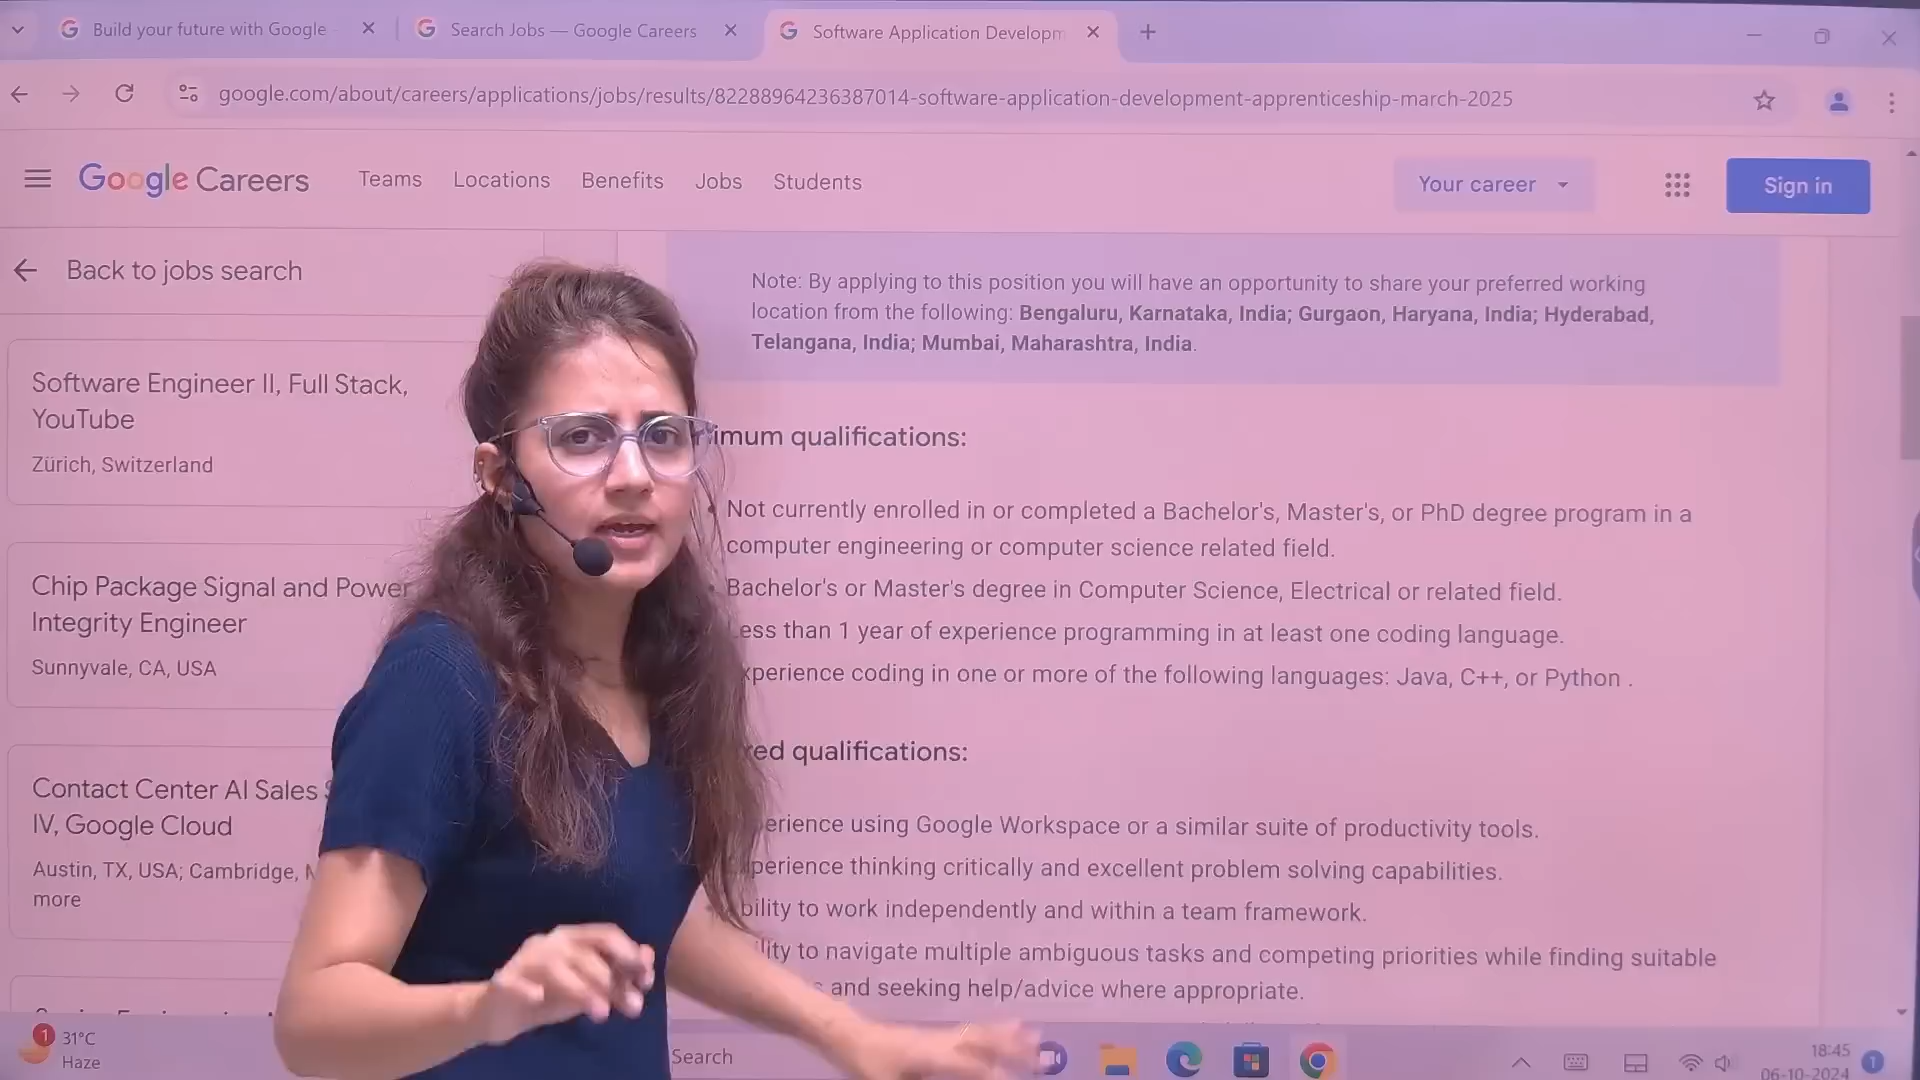 Build your future with Google
Search Jobs — Google Careers
Software Application Developm
google.com/about/careers/applications/jobs/results/82288964236387014-software-application-development-apprenticeship-march-2025
Google Careers
Teams
Locations
Benefits
Jobs
Students
Your career
Sign in
Back to jobs search
Software Engineer II, Full Stack,
YouTube
Zürich, Switzerland
Chip Package Signal and Power
Integrity Engineer
Sunnyvale, CA, USA
Contact Center AI Sales
IV, Google Cloud
Austin, TX, USA; Cambridge,
more
Note: By applying to this position you will have an opportunity to share your preferred working
location from the following: Bengaluru, Karnataka, India; Gurgaon, Haryana, India; Hyderabad,
Telangana, India; Mumbai, Maharashtra, India.
imum qualifications:
Not currently enrolled in or completed a Bachelor's, Master's, or PhD degree program in a
computer engineering or computer science related field.
Bachelor's or Master's degree in Computer Science, Electrical or related field.
Less than 1 year of experience programming in at least one coding language.
xperience coding in one or more of the following languages: Java, C++, or Python .
red qualifications:
erience using Google Workspace or a similar suite of productivity tools.
perience thinking critically and excellent problem solving capabilities.
bility to work independently and within a team framework.
lity to navigate multiple ambiguous tasks and competing priorities while finding suitable
s and seeking help/advice where appropriate.
1
31°C
Haze
Search
18:45
06-10-2024
1